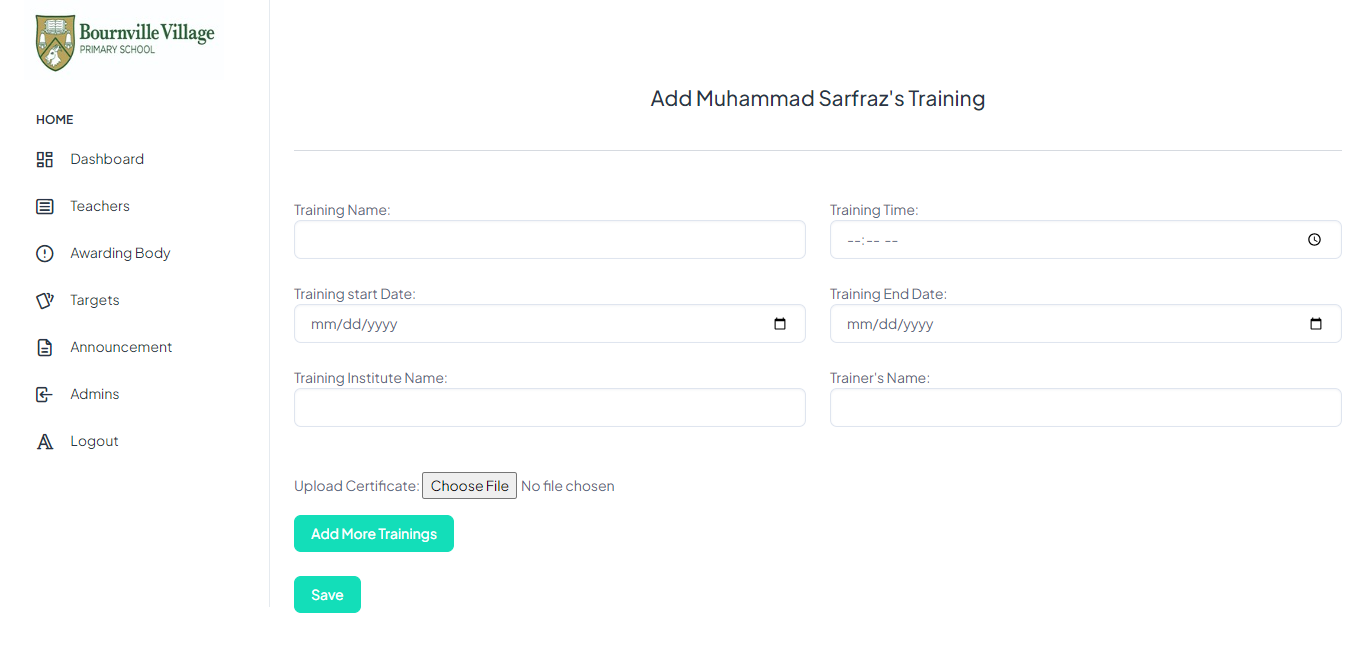 Bournville Village
PRIMARY SCHOOL
HOME
Dashboard
Teachers
Awarding Body
Targets
Announcement
Admins
Logout
Add Muhammad Sarfraz's Training
Training Name:
Training Time:
--:-- --
Training start Date:
Training End Date:
mm/dd/yyyy
mm/dd/yyyy
Training Institute Name:
Trainer's Name:
Upload Certificate: Choose File No file chosen
Add More Trainings
Save